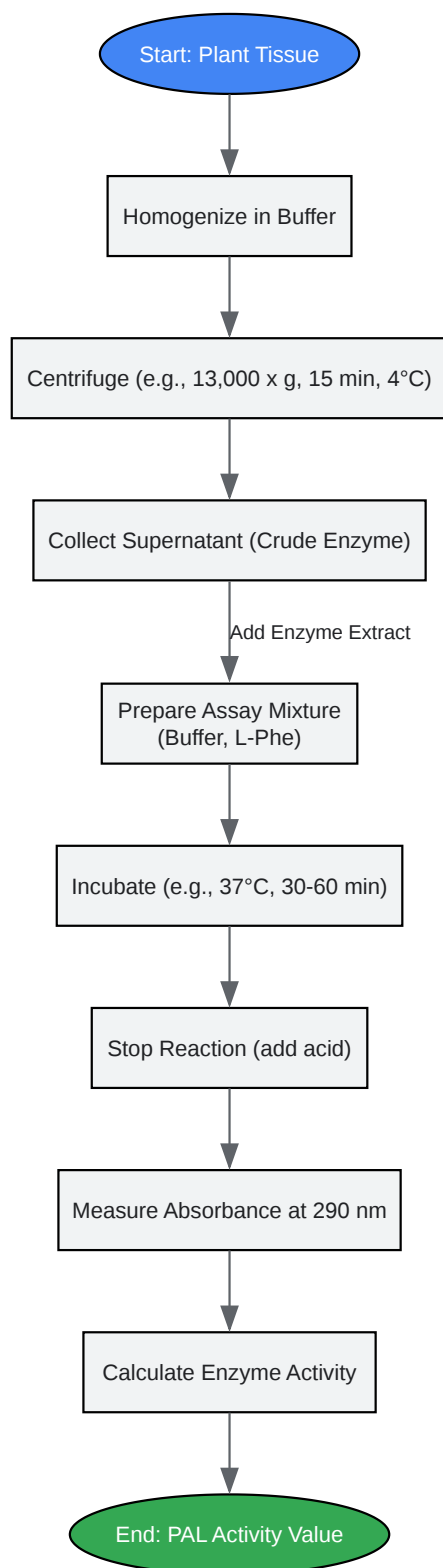 Start: Plant Tissue
Homogenize in Buffer
Centrifuge (e.g., 13,000 x g, 15 min, 4°C)
Collect Supernatant (Crude Enzyme)
Add Enzyme Extract
Prepare Assay Mixture
(Buffer, L-Phe)
Incubate (e.g., 37°C, 30-60 min)
Stop Reaction (add acid)
Measure Absorbance at 290 nm
Calculate Enzyme Activity
End: PAL Activity Value